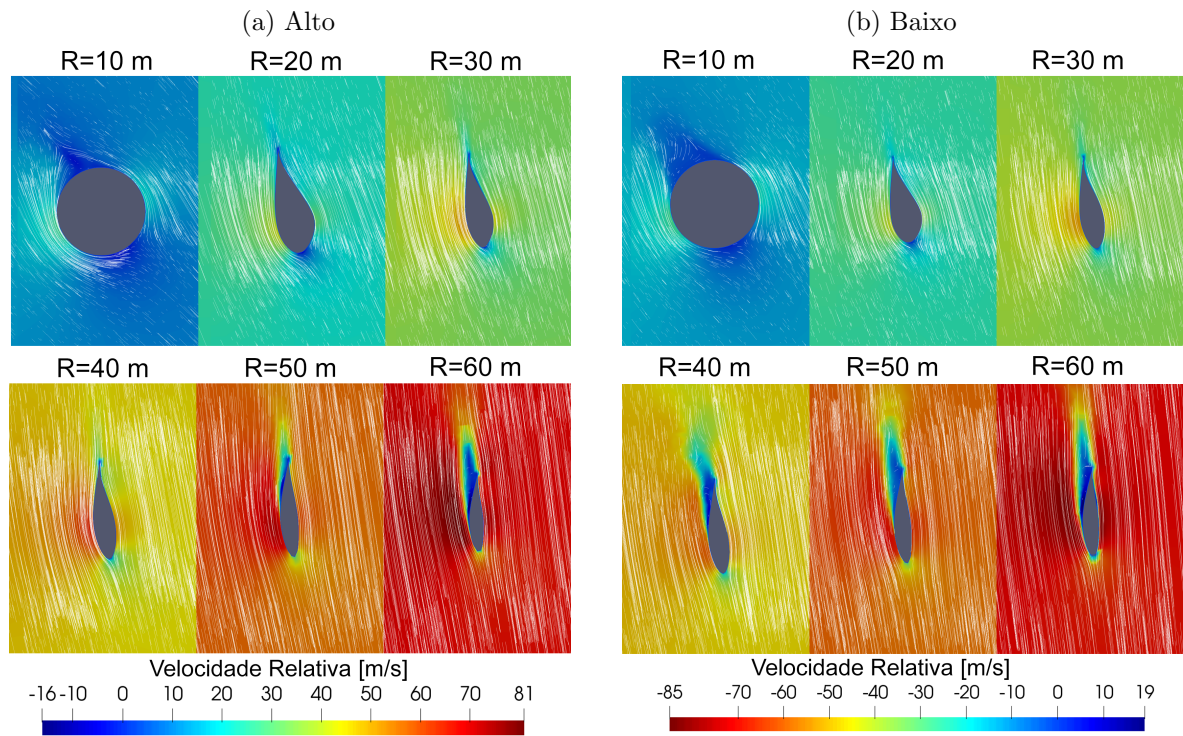 (a) Alto
R=10 m R=20 m R=30 m
R=40 m R=50 m R=60 m
Velocidade Relativa [m/s]
-16 -10 0 10 20 30 40 50 60 70 81
(b) Baixo
R=10 m R=20 m R=30 m
R=40 m R=50 m R=60 m
Velocidade Relativa [m/s]
-85 -70 -60 -50 -40 -30 -20 -10 0 10 19